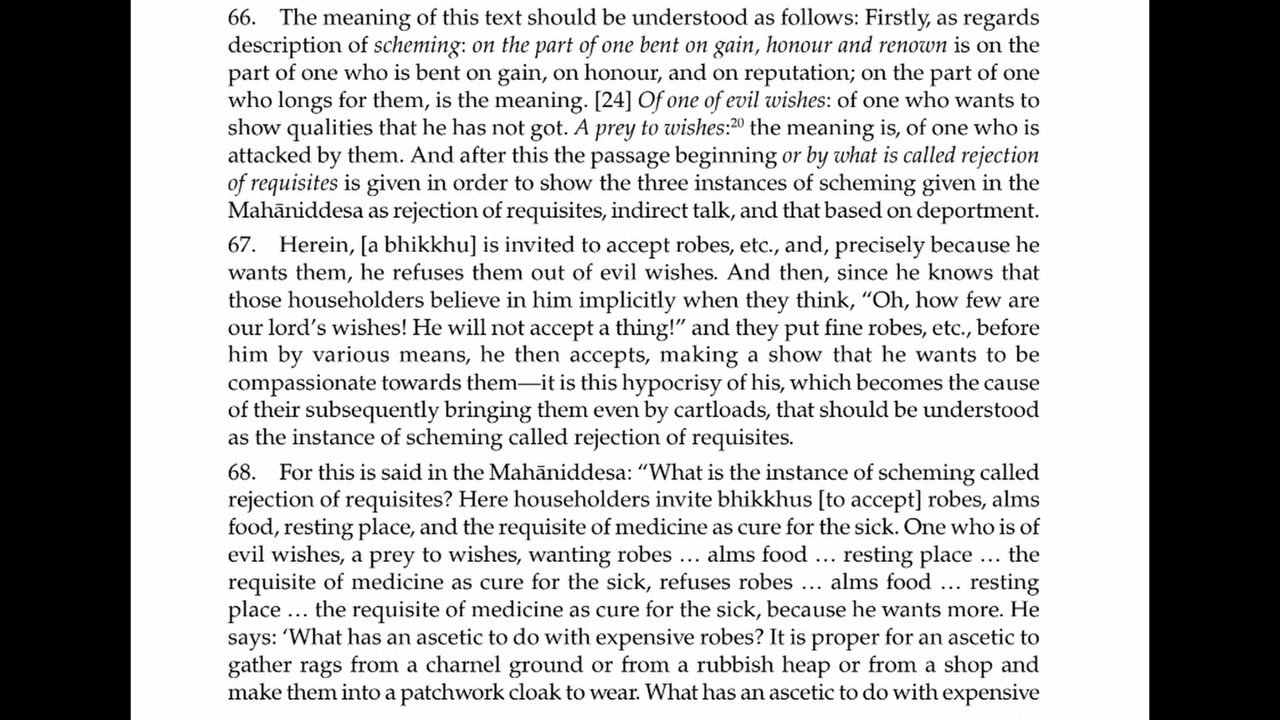 66. The meaning of this text should be understood as follows: Firstly, as regards
description of scheming: on the part of one bent on gain, honour and renown is on the
part of one who is bent on gain, on honour, and on reputation; on the part of one
who longs for them, is the meaning. [24] Of one of evil wishes: of one who wants to
show qualities that he has not got. A prey to wishes:20 the meaning is, of one who is
attacked by them. And after this the passage beginning or by what is called rejection
of requisites is given in order to show the three instances of scheming given in the
Mahāniddesa as rejection of requisites, indirect talk, and that based on deportment.
67. Herein, [a bhikkhu] is invited to accept robes, etc., and, precisely because he
wants them, he refuses them out of evil wishes. And then, since he knows that
those householders believe in him implicitly when they think, “Oh, how few are
our lord’s wishes! He will not accept a thing!” and they put fine robes, etc., before
him by various means, he then accepts, making a show that he wants to be
compassionate towards them—it is this hypocrisy of his, which becomes the cause
of their subsequently bringing them even by cartloads, that should be understood
as the instance of scheming called rejection of requisites.
68. For this is said in the Mahāniddesa: “What is the instance of scheming called
rejection of requisites? Here householders invite bhikkhus [to accept] robes, alms
food, resting place, and the requisite of medicine as cure for the sick. One who is of
evil wishes, a prey to wishes, wanting robes … alms food … resting place … the
requisite of medicine as cure for the sick, refuses robes … alms food … resting
place … the requisite of medicine as cure for the sick, because he wants more. He
says: ‘What has an ascetic to do with expensive robes? It is proper for an ascetic to
gather rags from a charnel ground or from a rubbish heap or from a shop and
make them into a patchwork cloak to wear. What has an ascetic to do with expensive